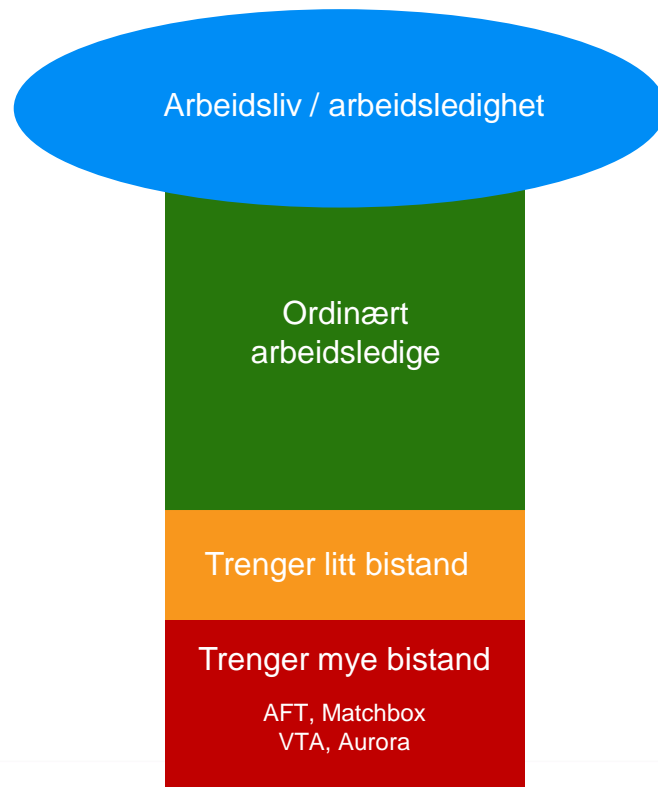 Arbeidsliv / arbeidsledighet
Ordinært
arbeidsledige
Trenger litt bistand
Trenger mye bistand
AFT, Matchbox
VTA, Aurora